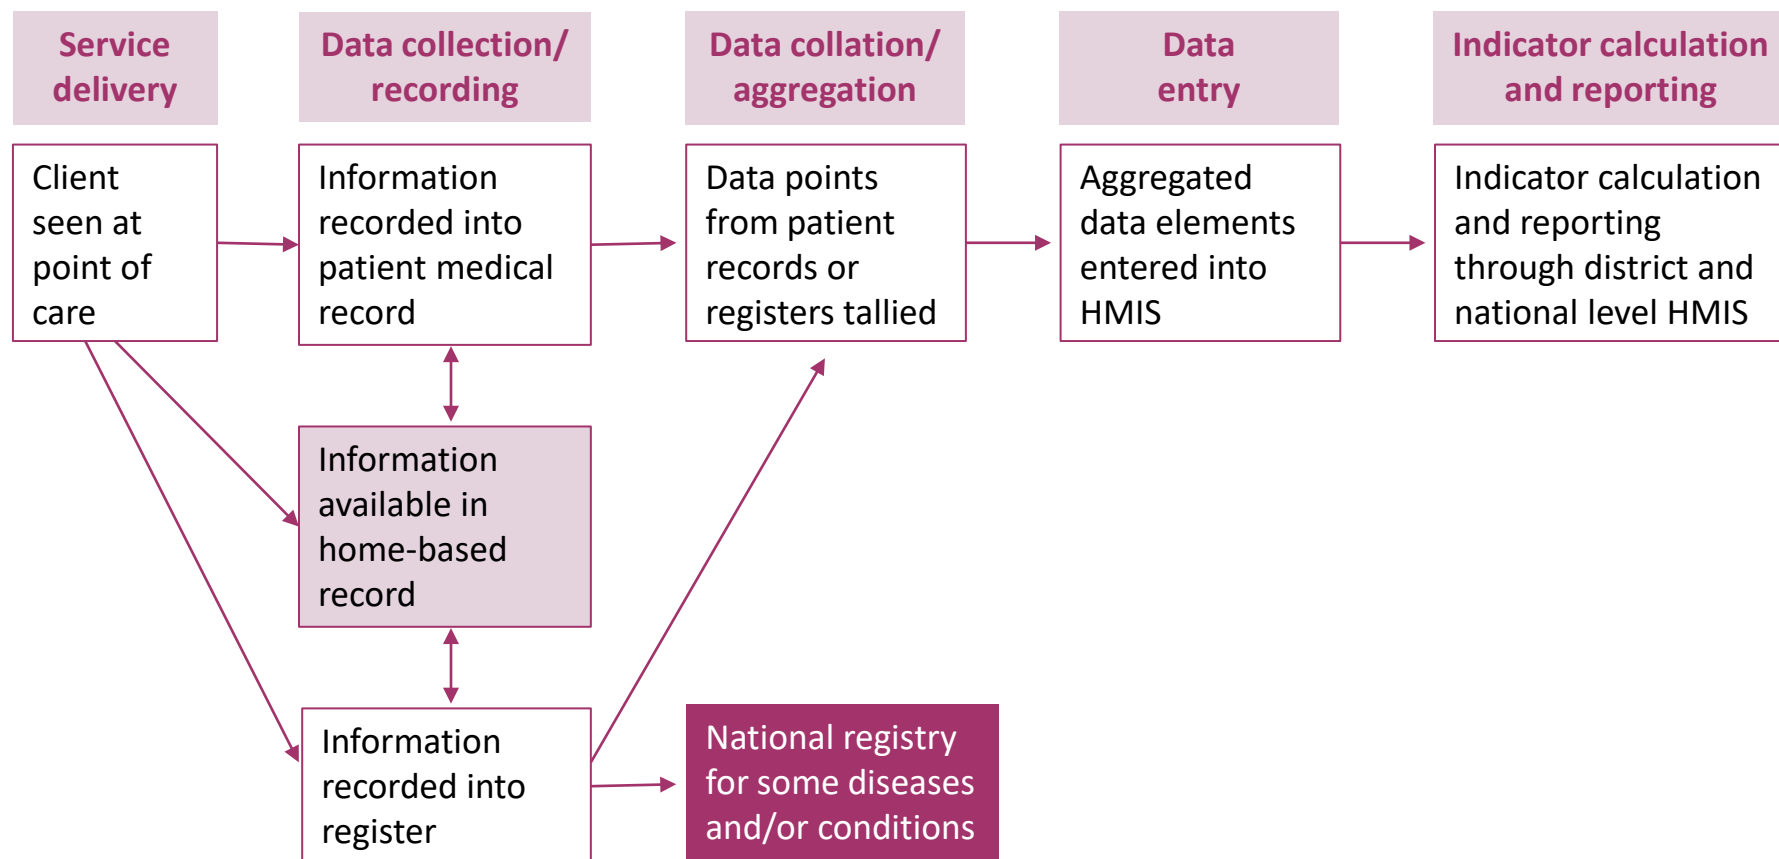 Service
delivery
Data collection/
recording
Data collation/
aggregation
Data
entry
Indicator calculation
and reporting
Client
seen at
point of
care
Information
recorded into
patient medical
record
Data points
from patient
records or
registers tallied
Aggregated
data elements
entered into
HMIS
Indicator calculation
and reporting
through district and
national level HMIS
Information
available in
home-based
record
Information
recorded into
register
National registry
for some diseases
and/or conditions